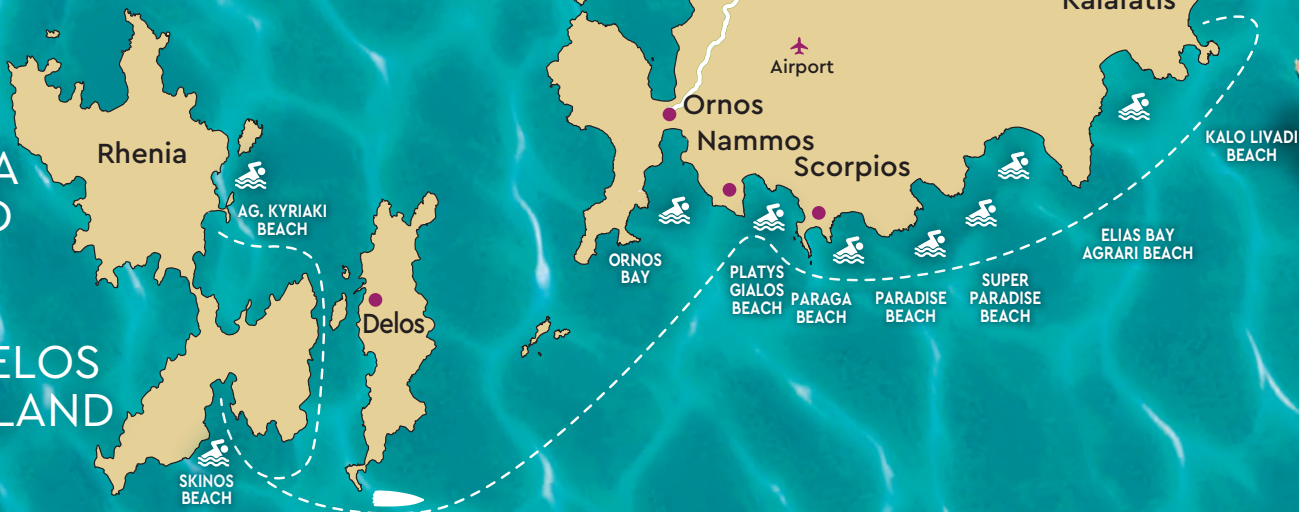 Kalafatis
Airport
Ornos
Nammos
Scorpios
Rhenia
KALO LIVADI
BEACH
AG. KYRIAKI
BEACH
ORNOS
BAY
PLATYS
GIALOS
BEACH
PARAGA
BEACH
PARADISE
BEACH
SUPER
PARADISE
BEACH
ELIAS BAY
AGRARI BEACH
Delos
ELOS
LAND
SKINOS
BEACH